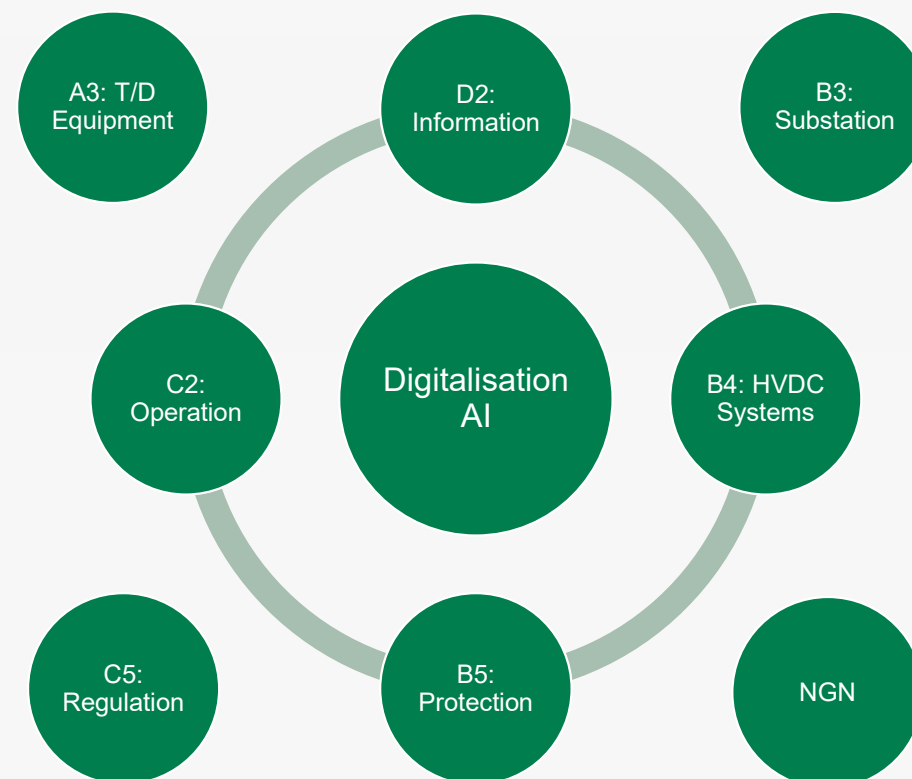 A3: T/D
Equipment
D2:
Information
B3:
Substation
C2:
Operation
Digitalisation
AI
B4: HVDC
Systems
C5:
Regulation
B5:
Protection
NGN